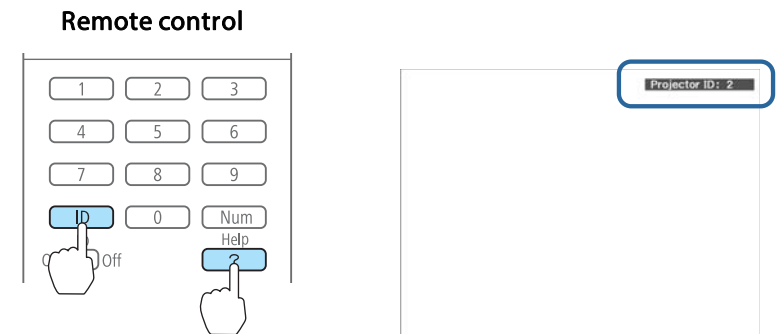 Remote control
1 2 3
4 5 6
7 8 9
ID 0 Num
Help
Off ?
Projector ID: 2